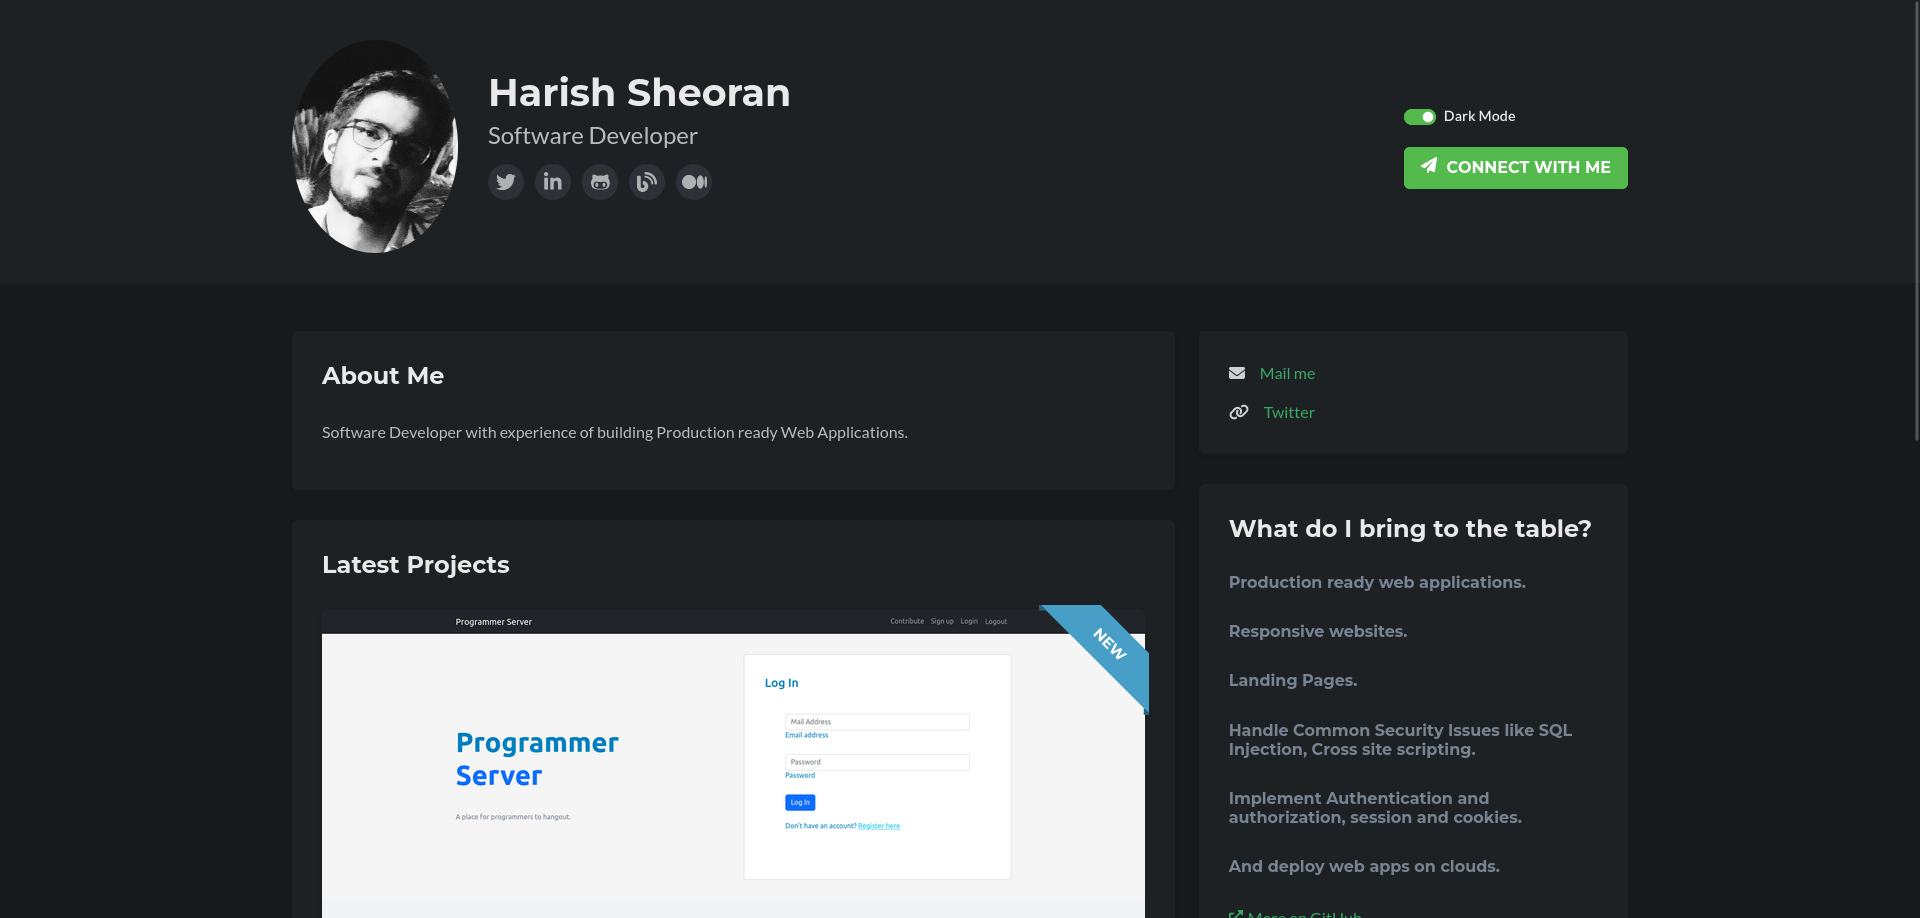 Harish Sheoran
Software Developer
Dark Mode
CONNECT WITH ME
About Me
Software Developer with experience of building Production ready Web Applications.
Latest Projects
Programmer Server
Contribute Sign up Login Logout
NEW
Log In
Mail Address
Email address
Password
Password
Log In
Don't have an account? Register here
Programmer
Server
A place for programmers to hangout.
Mail me
Twitter
What do I bring to the table?
Production ready web applications.
Responsive websites.
Landing Pages.
Handle Common Security Issues like SQL
Injection, Cross site scripting.
Implement Authentication and
authorization, session and cookies.
And deploy web apps on clouds.
More on GitHub